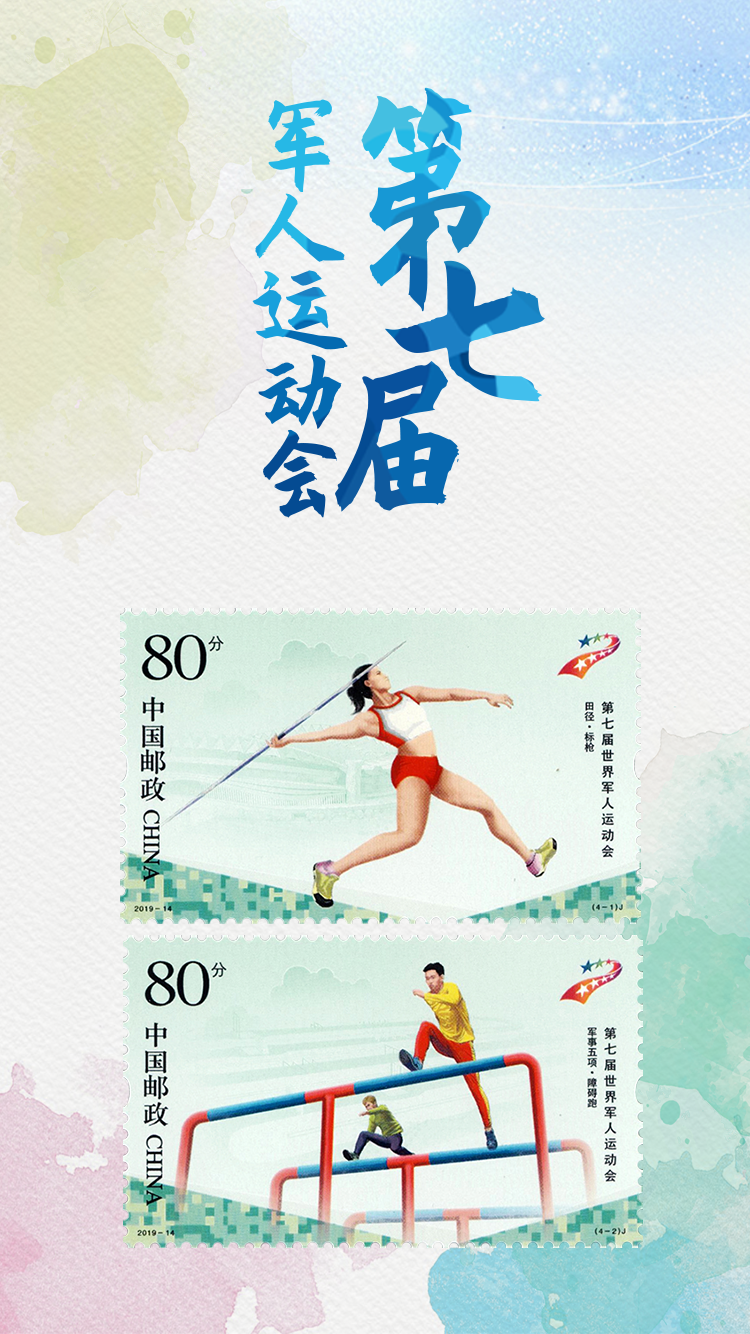 第七届
军人运动会
80分
中国邮政 CHINA
第七届世界军人运动会
田径·标枪
2019-14
(4-1)J
80分
中国邮政 CHINA
第七届世界军人运动会
军事五项·障碍跑
2019-14
(4-2)J